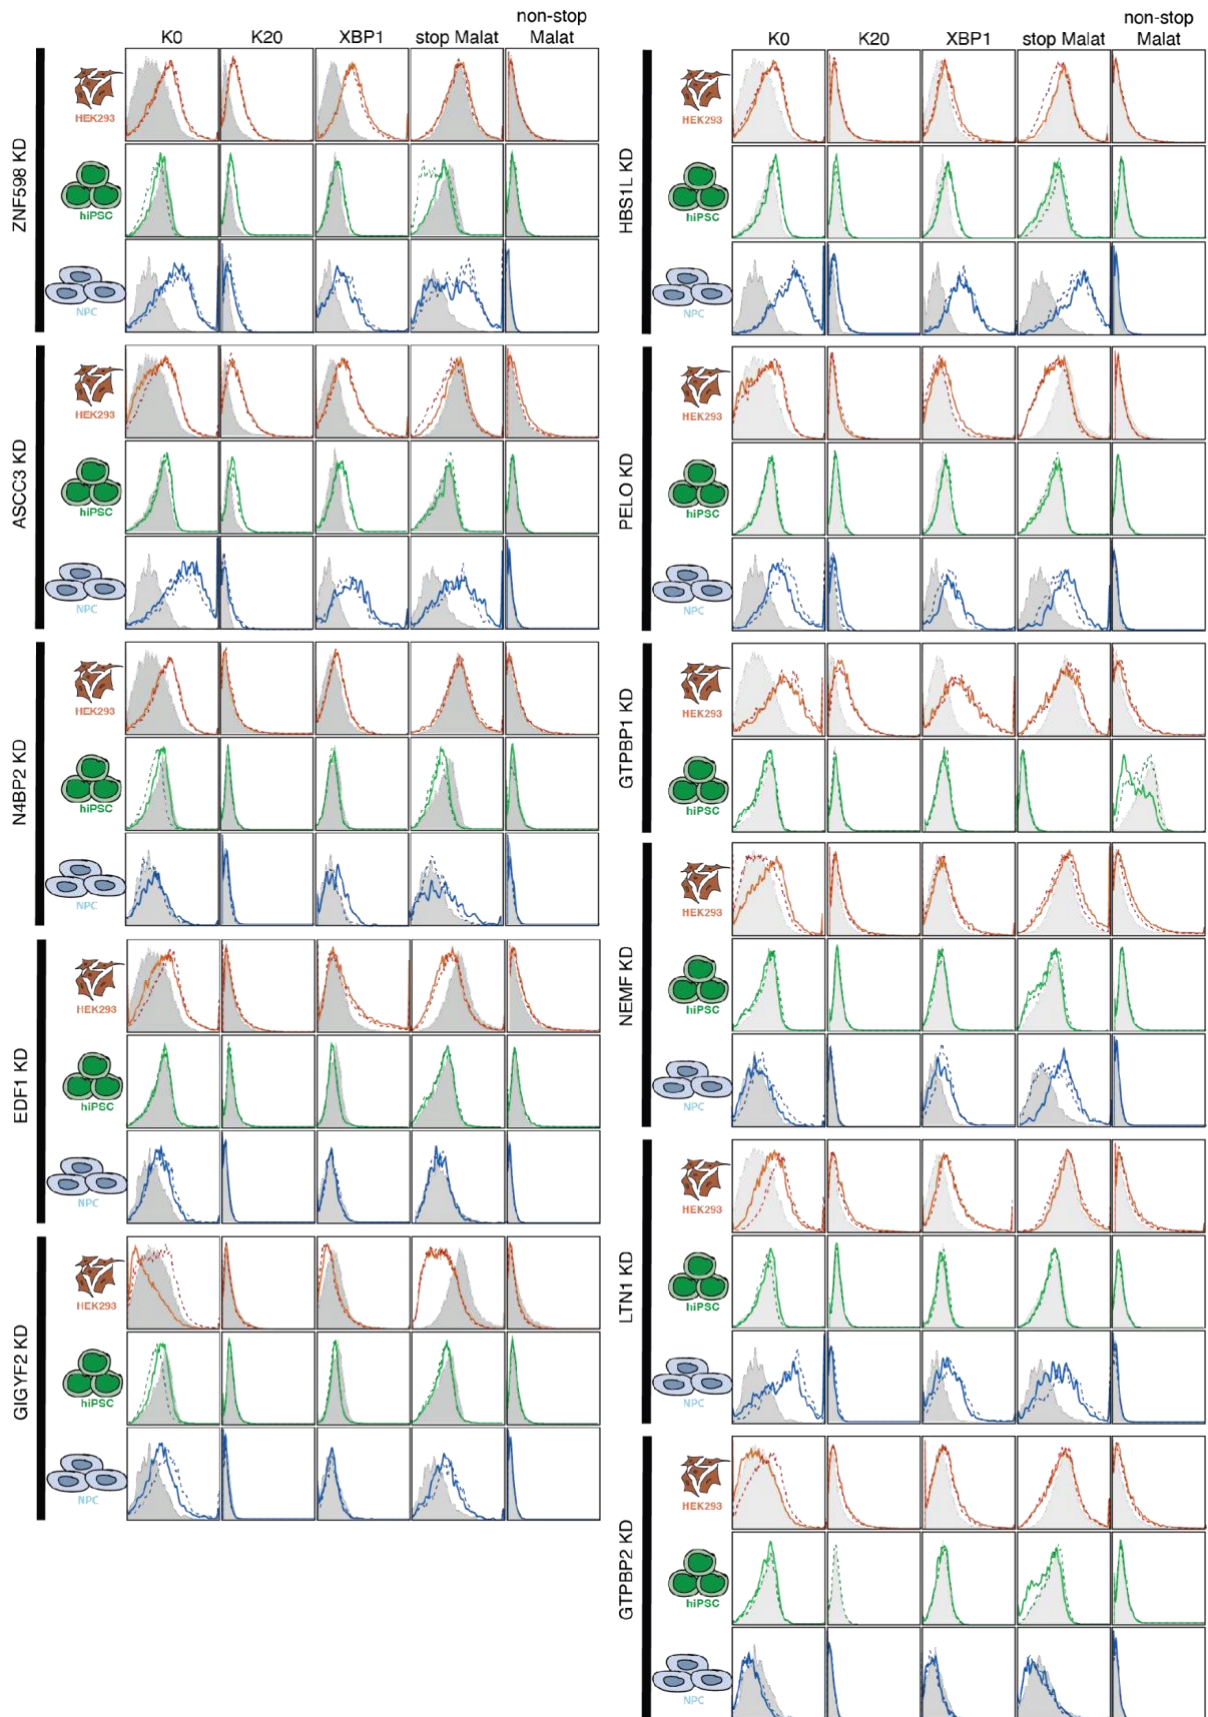 non-stop
K0 K20 XBP1 stop Malat Malat
ZNF598 KD
HEK293
hiPSC
NPC
ASCC3 KD
HEK293
hiPSC
NPC
N4BP2 KD
HEK293
hiPSC
NPC
EDF1 KD
HEK293
hiPSC
NPC
GIGYF2 KD
HEK293
hiPSC
NPC
non-stop
K0 K20 XBP1 stop Malat Malat
HBS1L KD
HEK293
hiPSC
NPC
PELO KD
HEK293
hiPSC
NPC
GTPBP1 KD
HEK293
hiPSC
NEMF KD
HEK293
hiPSC
NPC
LTN1 KD
HEK293
hiPSC
NPC
GTPBP2 KD
HEK293
hiPSC
NPC